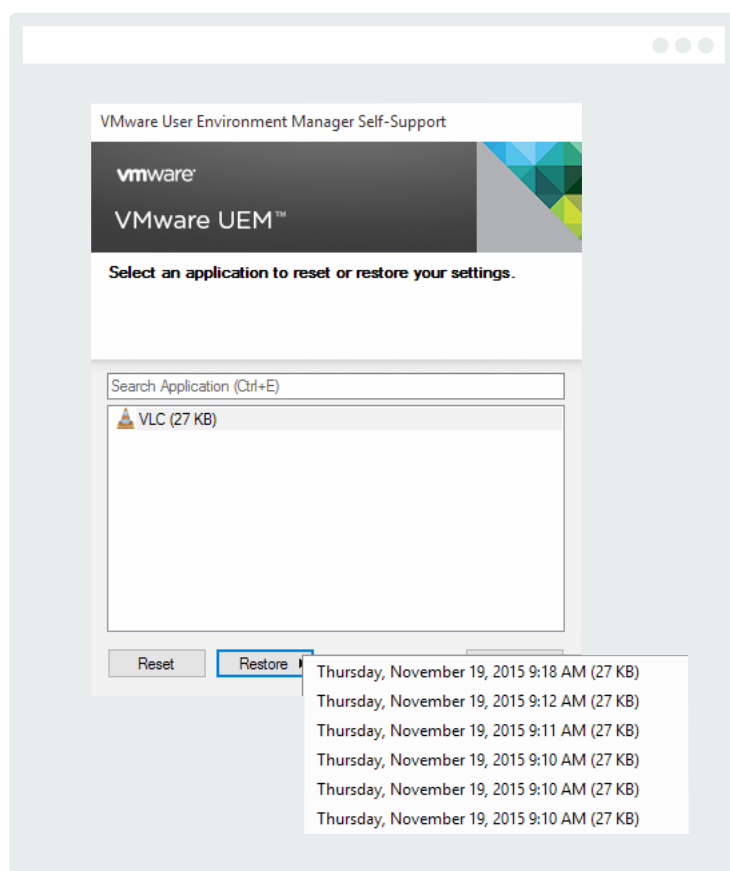 VMware User Environment Manager Self-Support
vmware®
VMware UEM™
Select an application to reset or restore your settings.
Search Application (Ctrl+E)
VLC (27 KB)
Reset
Restore
Thursday, November 19, 2015 9:18 AM (27 KB)
Thursday, November 19, 2015 9:12 AM (27 KB)
Thursday, November 19, 2015 9:11 AM (27 KB)
Thursday, November 19, 2015 9:10 AM (27 KB)
Thursday, November 19, 2015 9:10 AM (27 KB)
Thursday, November 19, 2015 9:10 AM (27 KB)